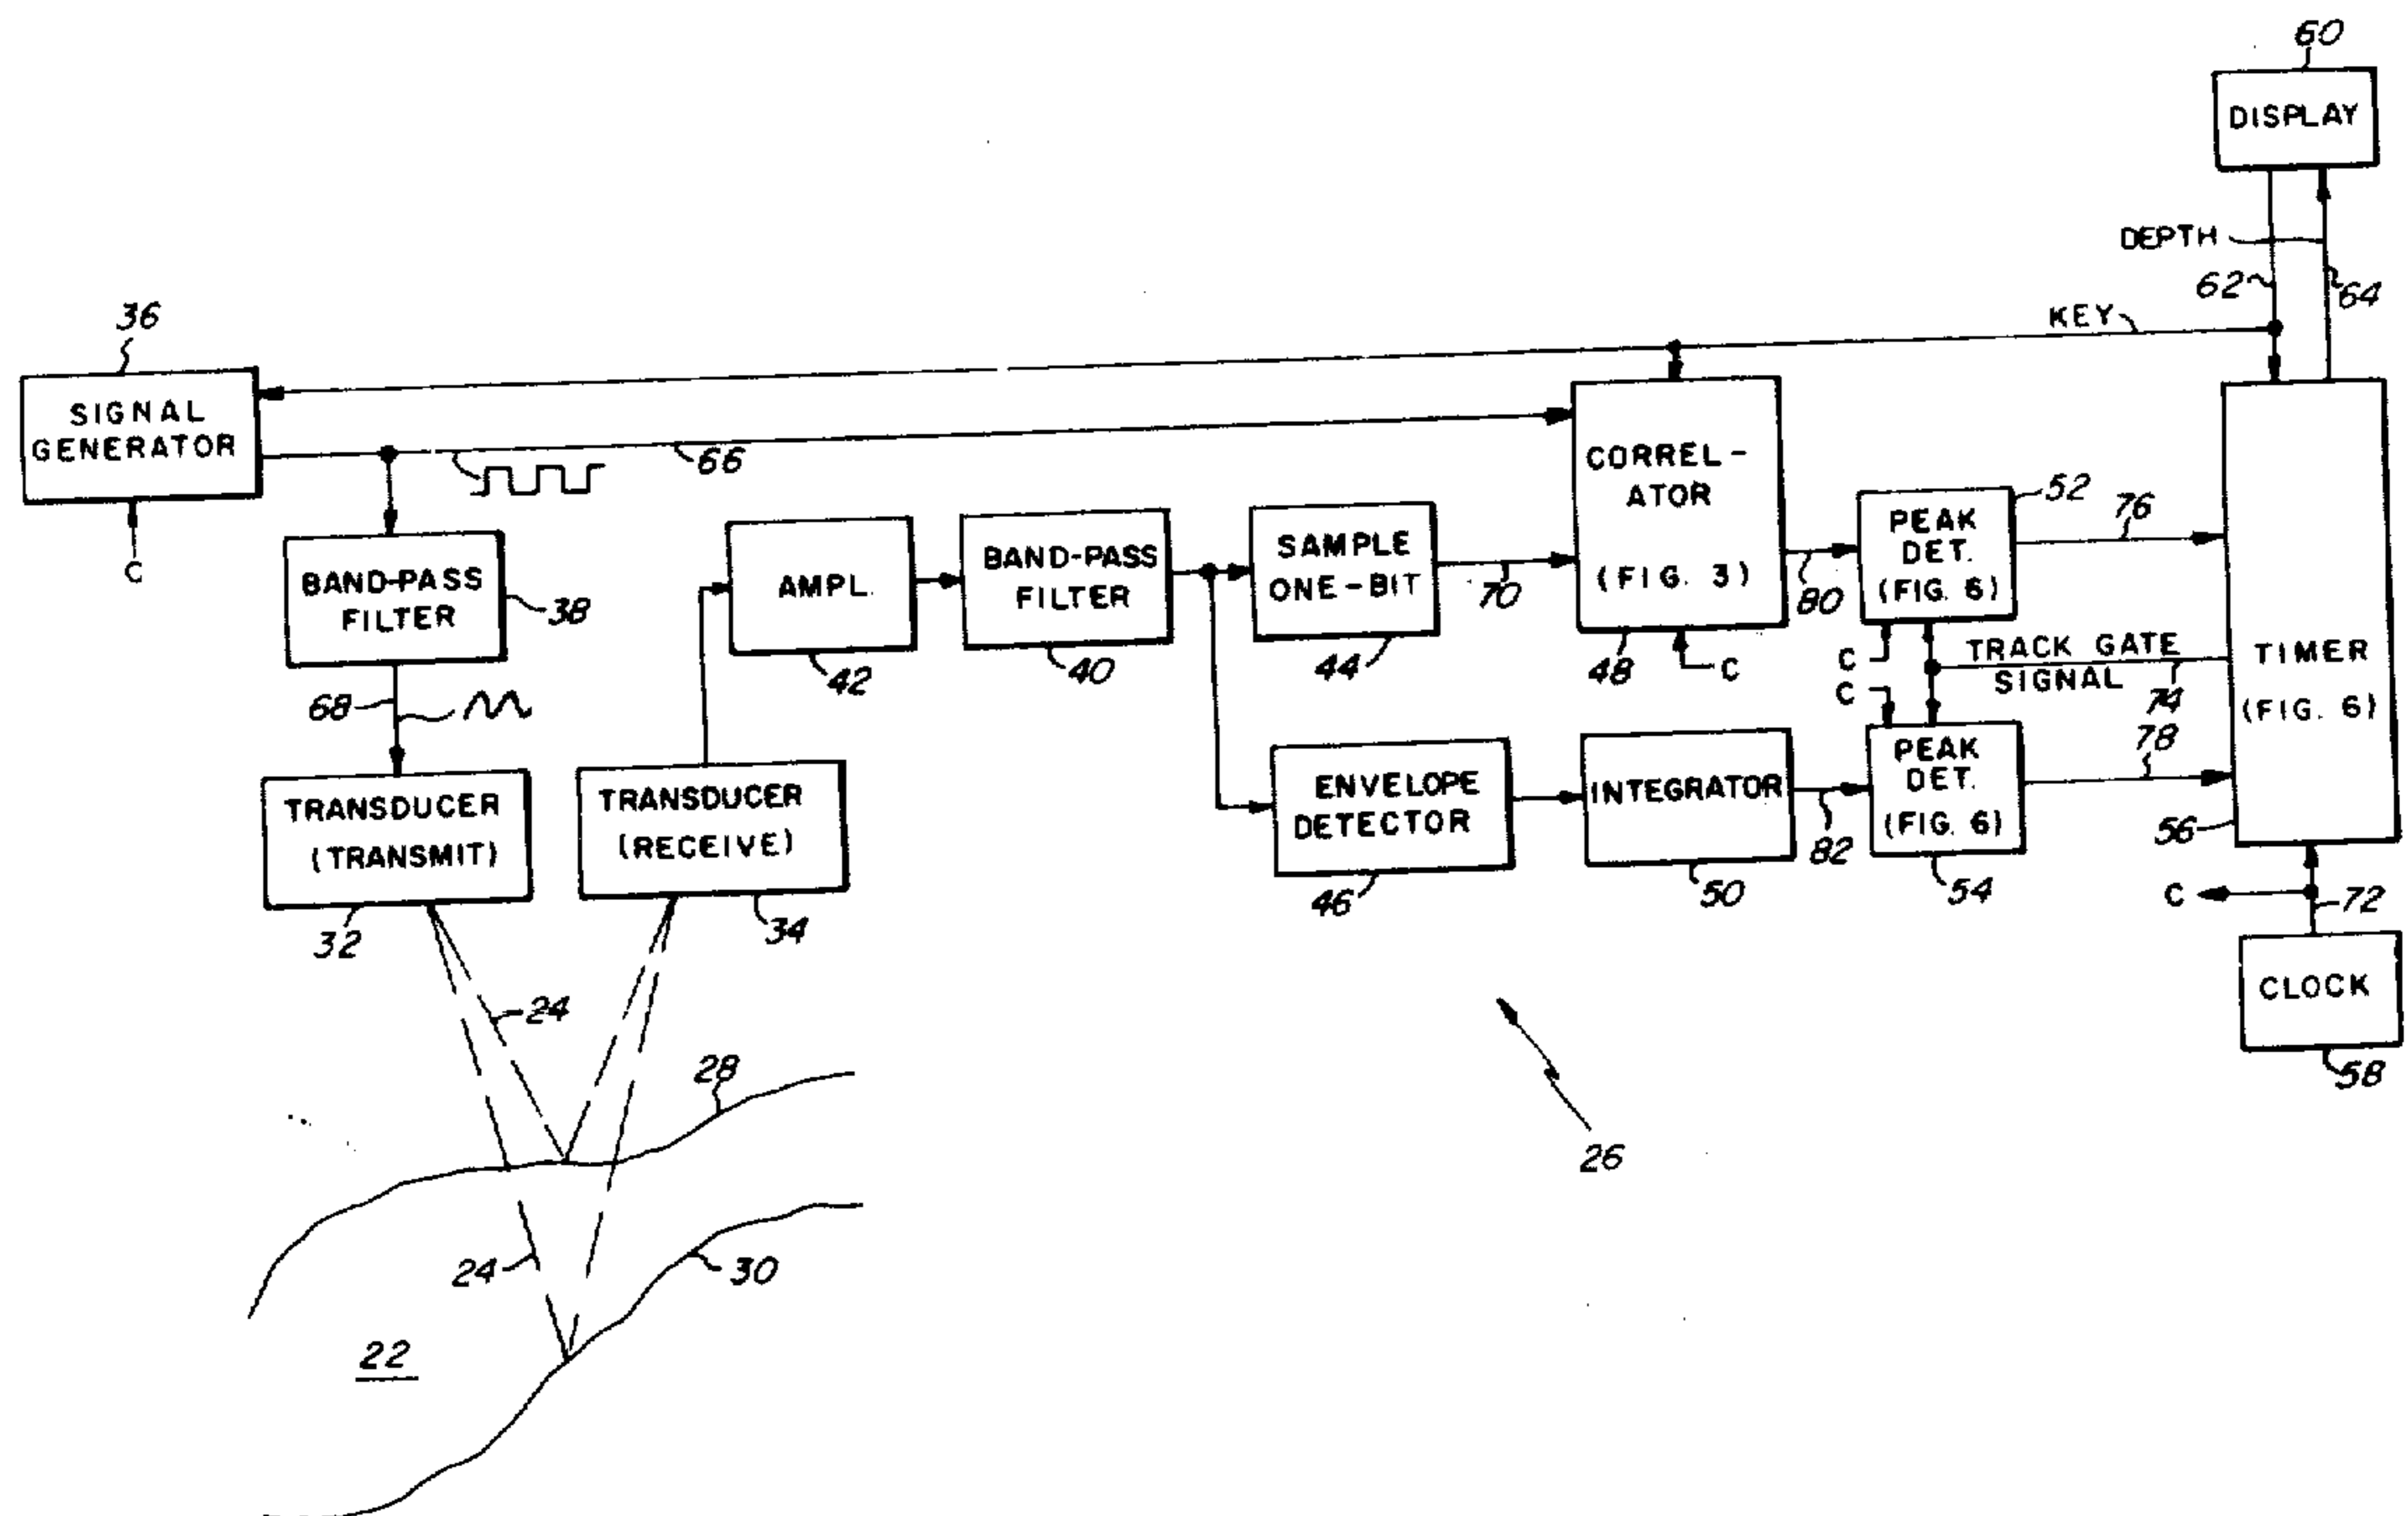 60
DISPLAY
DEPTH
62
64
KEY
36
SIGNAL
GENERATOR
C
66
BAND-PASS
FILTER
38
68
TRANSDUCER
(TRANSMIT)
32
TRANSDUCER
(RECEIVE)
34
AMPL.
42
BAND-PASS
FILTER
40
SAMPLE
ONE-BIT
44
70
CORREL-
ATOR
(FIG. 3)
48
C
80
PEAK
DET.
(FIG. 6)
52
76
C
TRACK GATE
SIGNAL
74
C
ENVELOPE
DETECTOR
46
INTEGRATOR
50
82
PEAK
DET.
(FIG. 6)
54
78
TIMER
(FIG. 6)
56
C
72
CLOCK
58
24
28
26
24
30
22